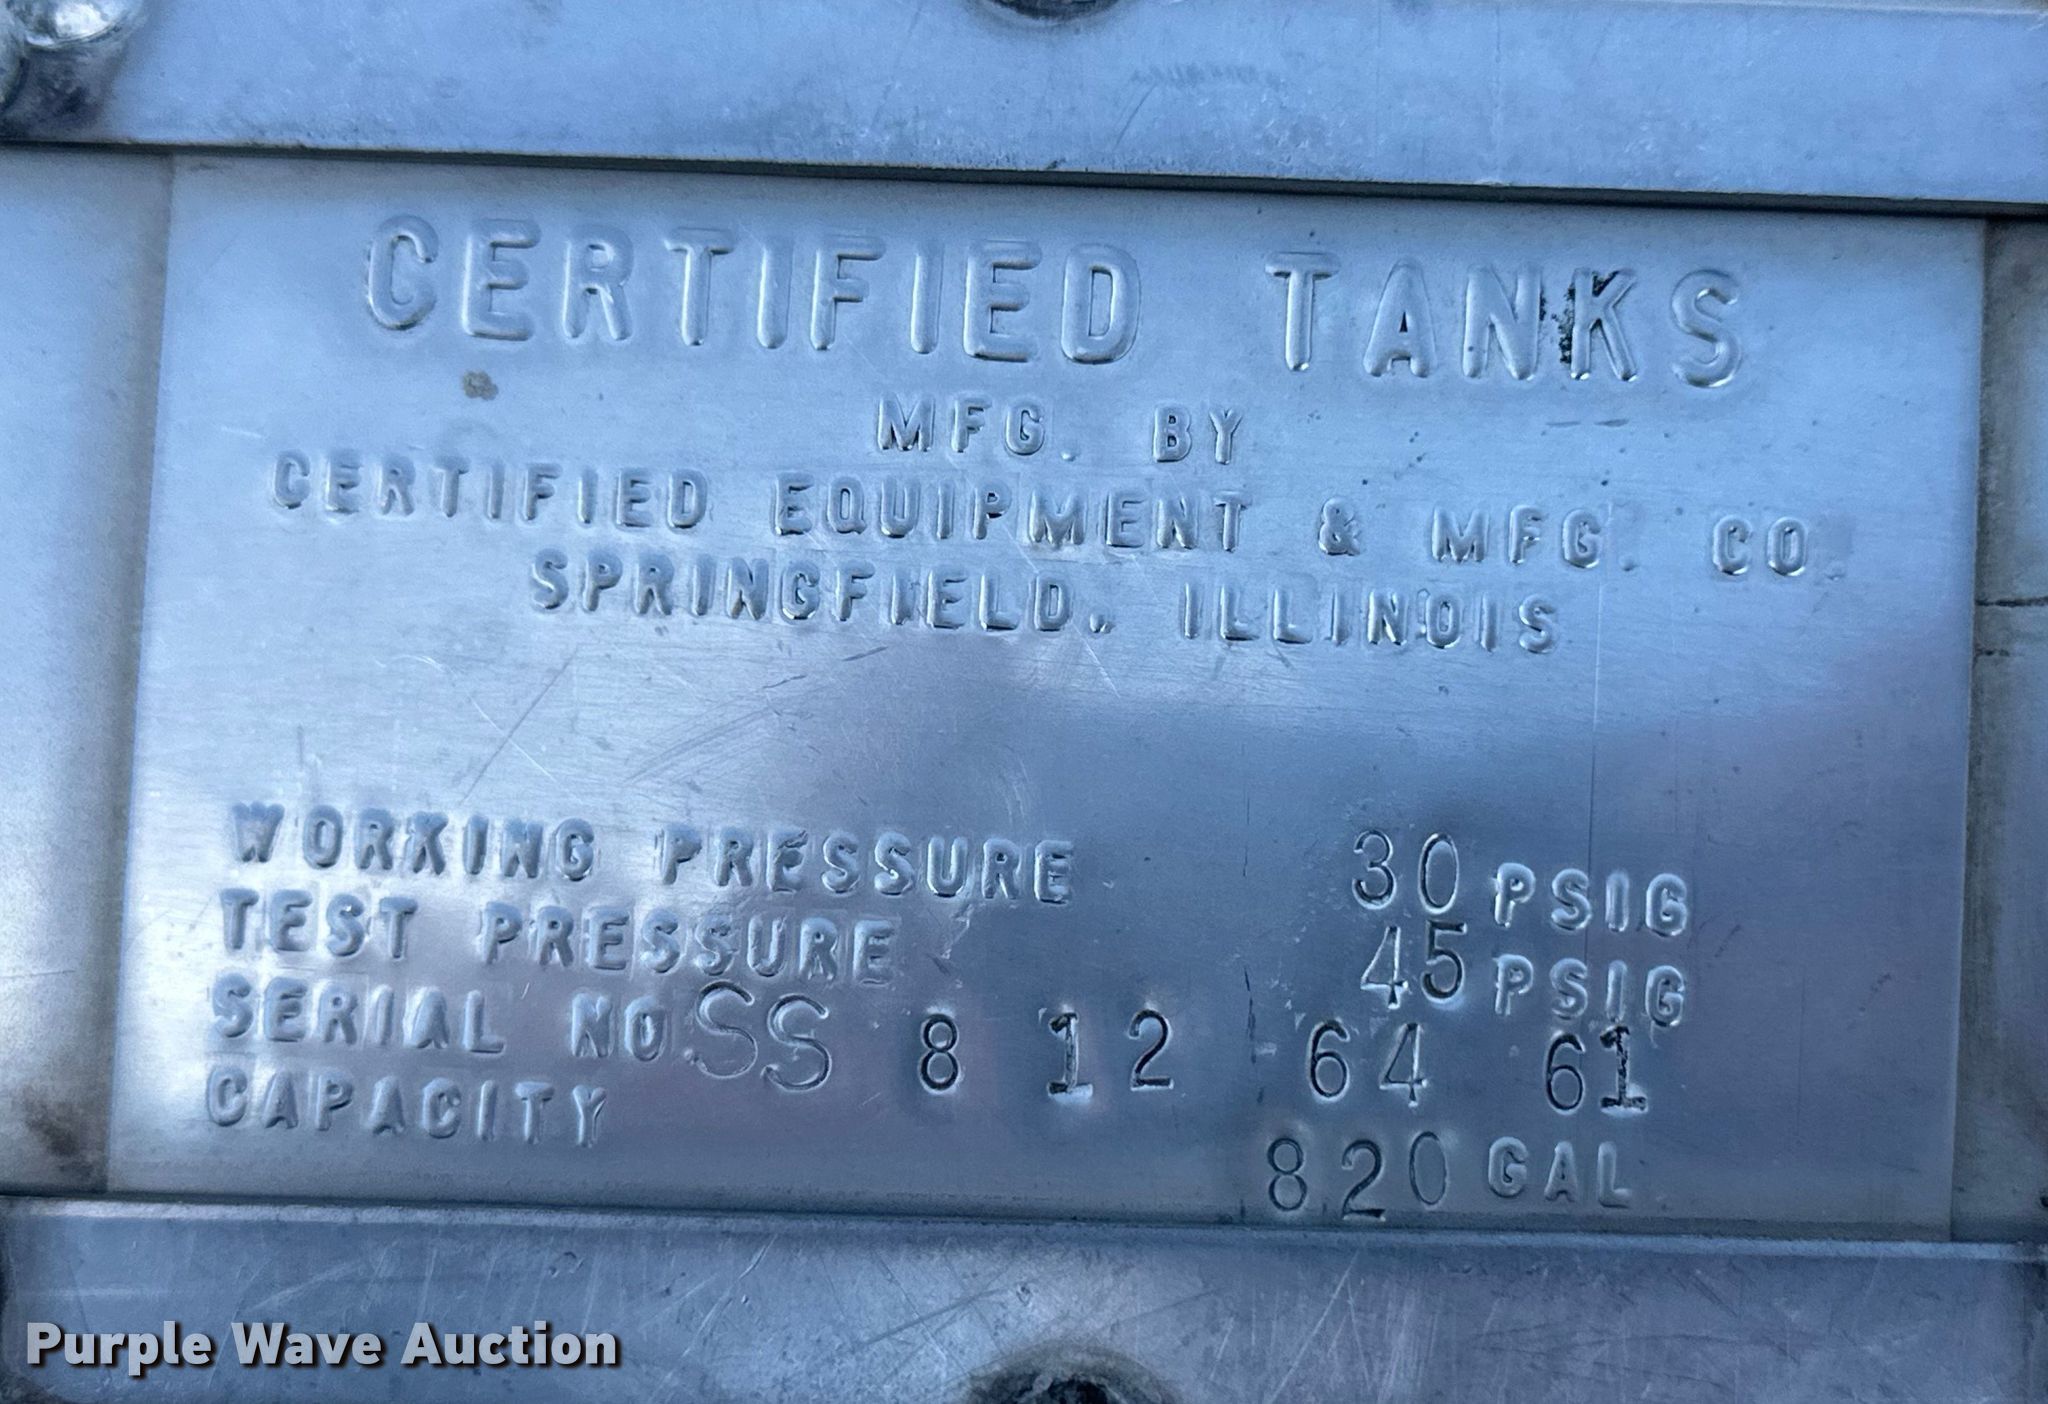 CERTIFIED TANKS
MFG. BY
CERTIFIED EQUIPMENT & MFG. CO.
SPRINGFIELD, ILLINOIS
WORKING PRESSURE 30 PSIG
TEST PRESSURE 45 PSIG
SERIAL NO. SS 8 12 64 61
CAPACITY 820 GAL.
Purple Wave Auction